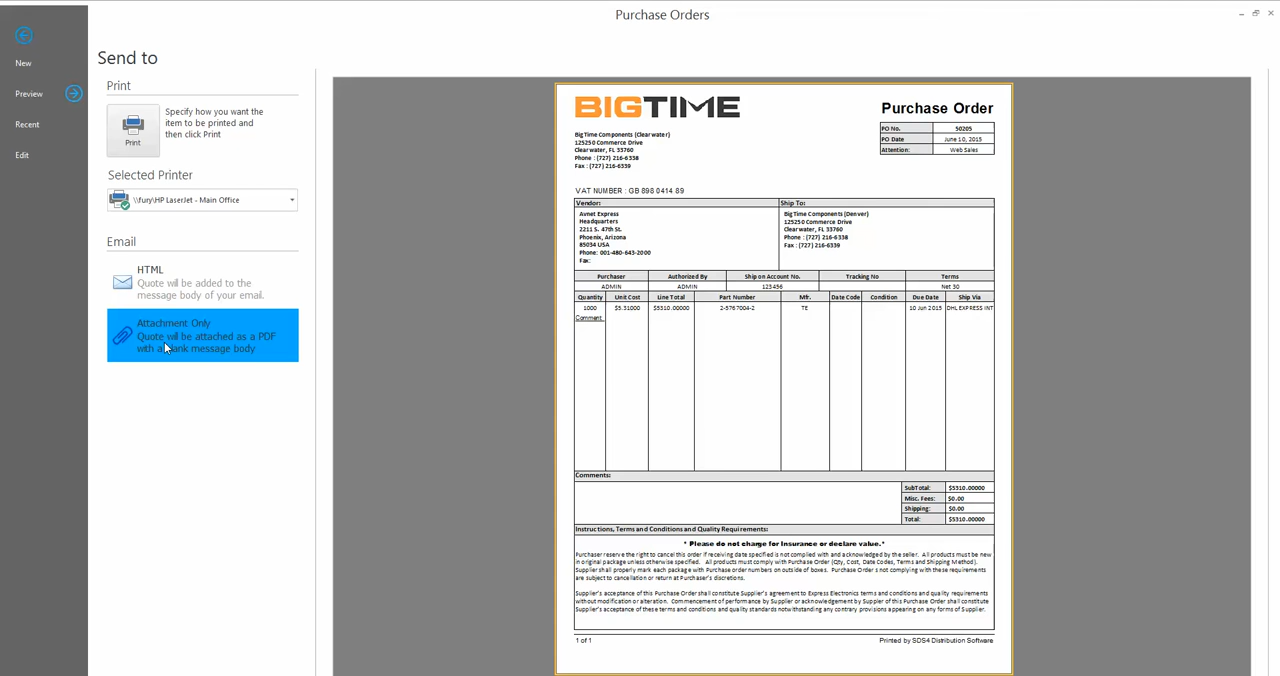 Purchase Orders
New
Preview
Recent
Edit
Send to
Print
Print
Specify how you want the
item to be printed and
then click Print
Selected Printer
\\fury\HP LaserJet - Main Office
Email
HTML
Quote will be added to the
message body of your email.
Attachment Only
Quote will be attached as a PDF
with a blank message body
BIGTIME
Purchase Order
PO No. 50205
PO Date June 10, 2015
Attention: Web Sales
BigTime Components (Clearwater)
125250 Commerce Drive
Clearwater, FL 33760
Phone : (727) 216-6338
Fax : (727) 216-6339
VAT NUMBER : GB 898 0414 89
Vendor: Ship To:
Avnet Express
Headquarters
2211 S. 47th St.
Phoenix, Arizona
85034 USA
Phone: 001-480-643-2000
Fax:
BigTime Components (Denver)
125250 Commerce Drive
Clearwater, FL 33760
Phone : (727) 216-6338
Fax : (727) 216-6339
Purchaser Authorized By Ship on Account No. Tracking No Terms
ADMIN ADMIN 123456 Net 30
Quantity Unit Cost Line Total Part Number Mfr. Date Code Condition Due Date Ship Via
1000 $5.31000 $5310.00000 2-5767004-2 TE 10 Jun 2015 DHL EXPRESS INT
Comment:
Comments:
SubTotal: $5310.00000
Misc. Fees: $0.00
Shipping: $0.00
Total: $5310.00000
Instructions, Terms and Conditions and Quality Requirements:
* Please do not charge for Insurance or declare value.*
Purchaser reserve the right to cancel this order if receiving date specified is not complied with and acknowledged by the seller. All products must be new
in original package unless otherwise specified. All products must comply with Purchase Order (Qty, Cost, Date Codes, Terms and Shipping Method).
Supplier shall properly mark each package with Purchase order numbers on outside of boxes. Purchase Order's not complying with these requirements
are subject to cancellation or return at Purchaser's discretions.
Supplier's acceptance of this Purchase Order shall constitute Supplier's agreement to Express Electronics terms and conditions and quality requirements
without modification or alteration. Commencement of performance by Supplier or acknowledgement by Suppier of this Purchase Order shall constitute
Supplier's acceptance of these terms and conditions and quality standards notwithstanding any contrary provisions appearing on any forms of Supplier.
1 of 1
Printed by SDS4 Distribution Software